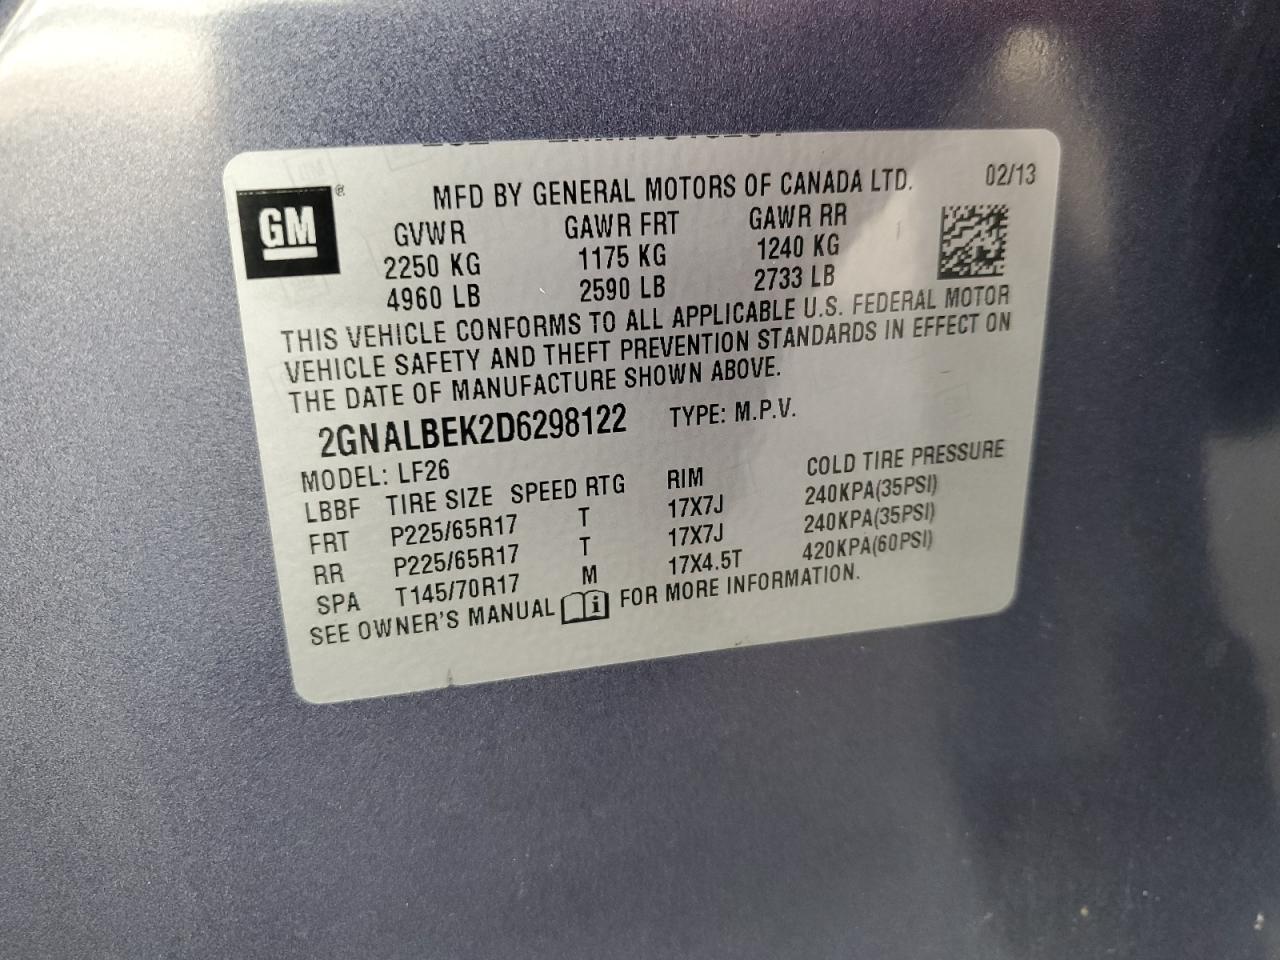 GM ®
MFD BY GENERAL MOTORS OF CANADA LTD. 02/13
GVWR GAWR FRT GAWR RR
2250 KG 1175 KG 1240 KG
4960 LB 2590 LB 2733 LB
THIS VEHICLE CONFORMS TO ALL APPLICABLE U.S. FEDERAL MOTOR
VEHICLE SAFETY AND THEFT PREVENTION STANDARDS IN EFFECT ON
THE DATE OF MANUFACTURE SHOWN ABOVE.
2GNALBEK2D6298122 TYPE: M.P.V.
MODEL: LF26
LBBF TIRE SIZE SPEED RTG RIM COLD TIRE PRESSURE
FRT P225/65R17 T 17X7J 240KPA(35PSI)
RR P225/65R17 T 17X7J 240KPA(35PSI)
SPA T145/70R17 M 17X4.5T 420KPA(60PSI)
SEE OWNER'S MANUAL FOR MORE INFORMATION.